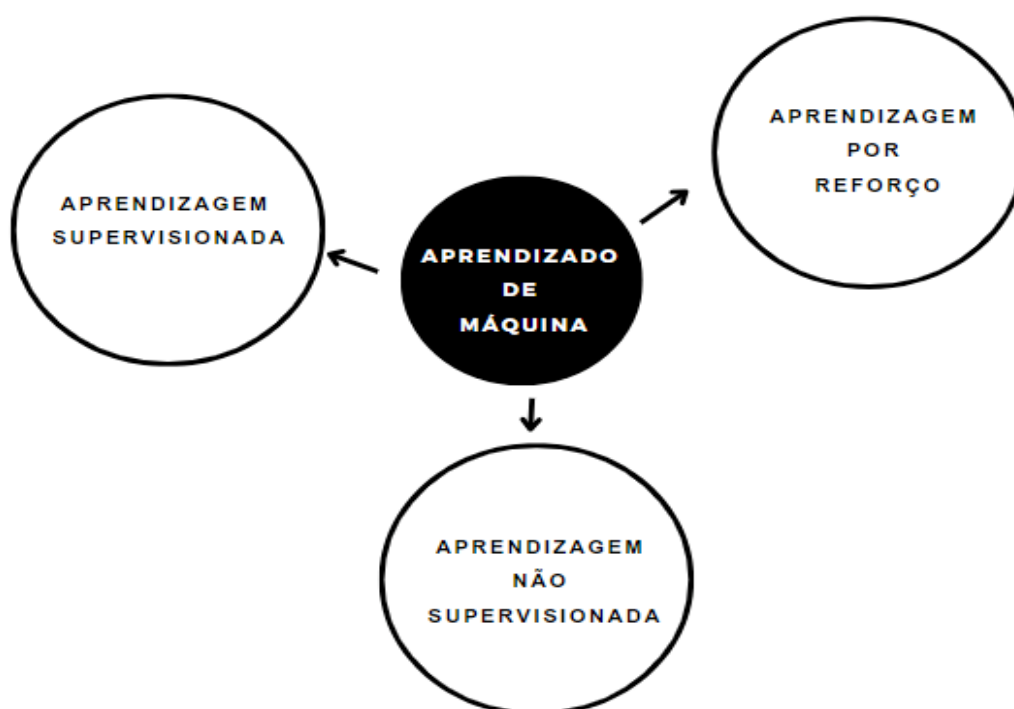 APRENDIZAGEM
SUPERVISIONADA
APRENDIZADO
DE
MÁQUINA
APRENDIZAGEM
POR
REFORÇO
APRENDIZAGEM
NÃO
SUPERVISIONADA